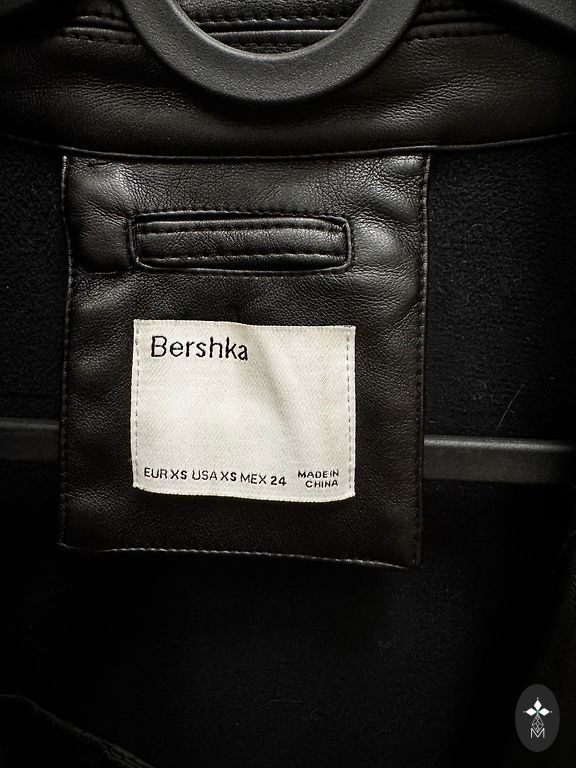 Bershka
EUR XS USA XS MEX 24
MADE IN
CHINA
M